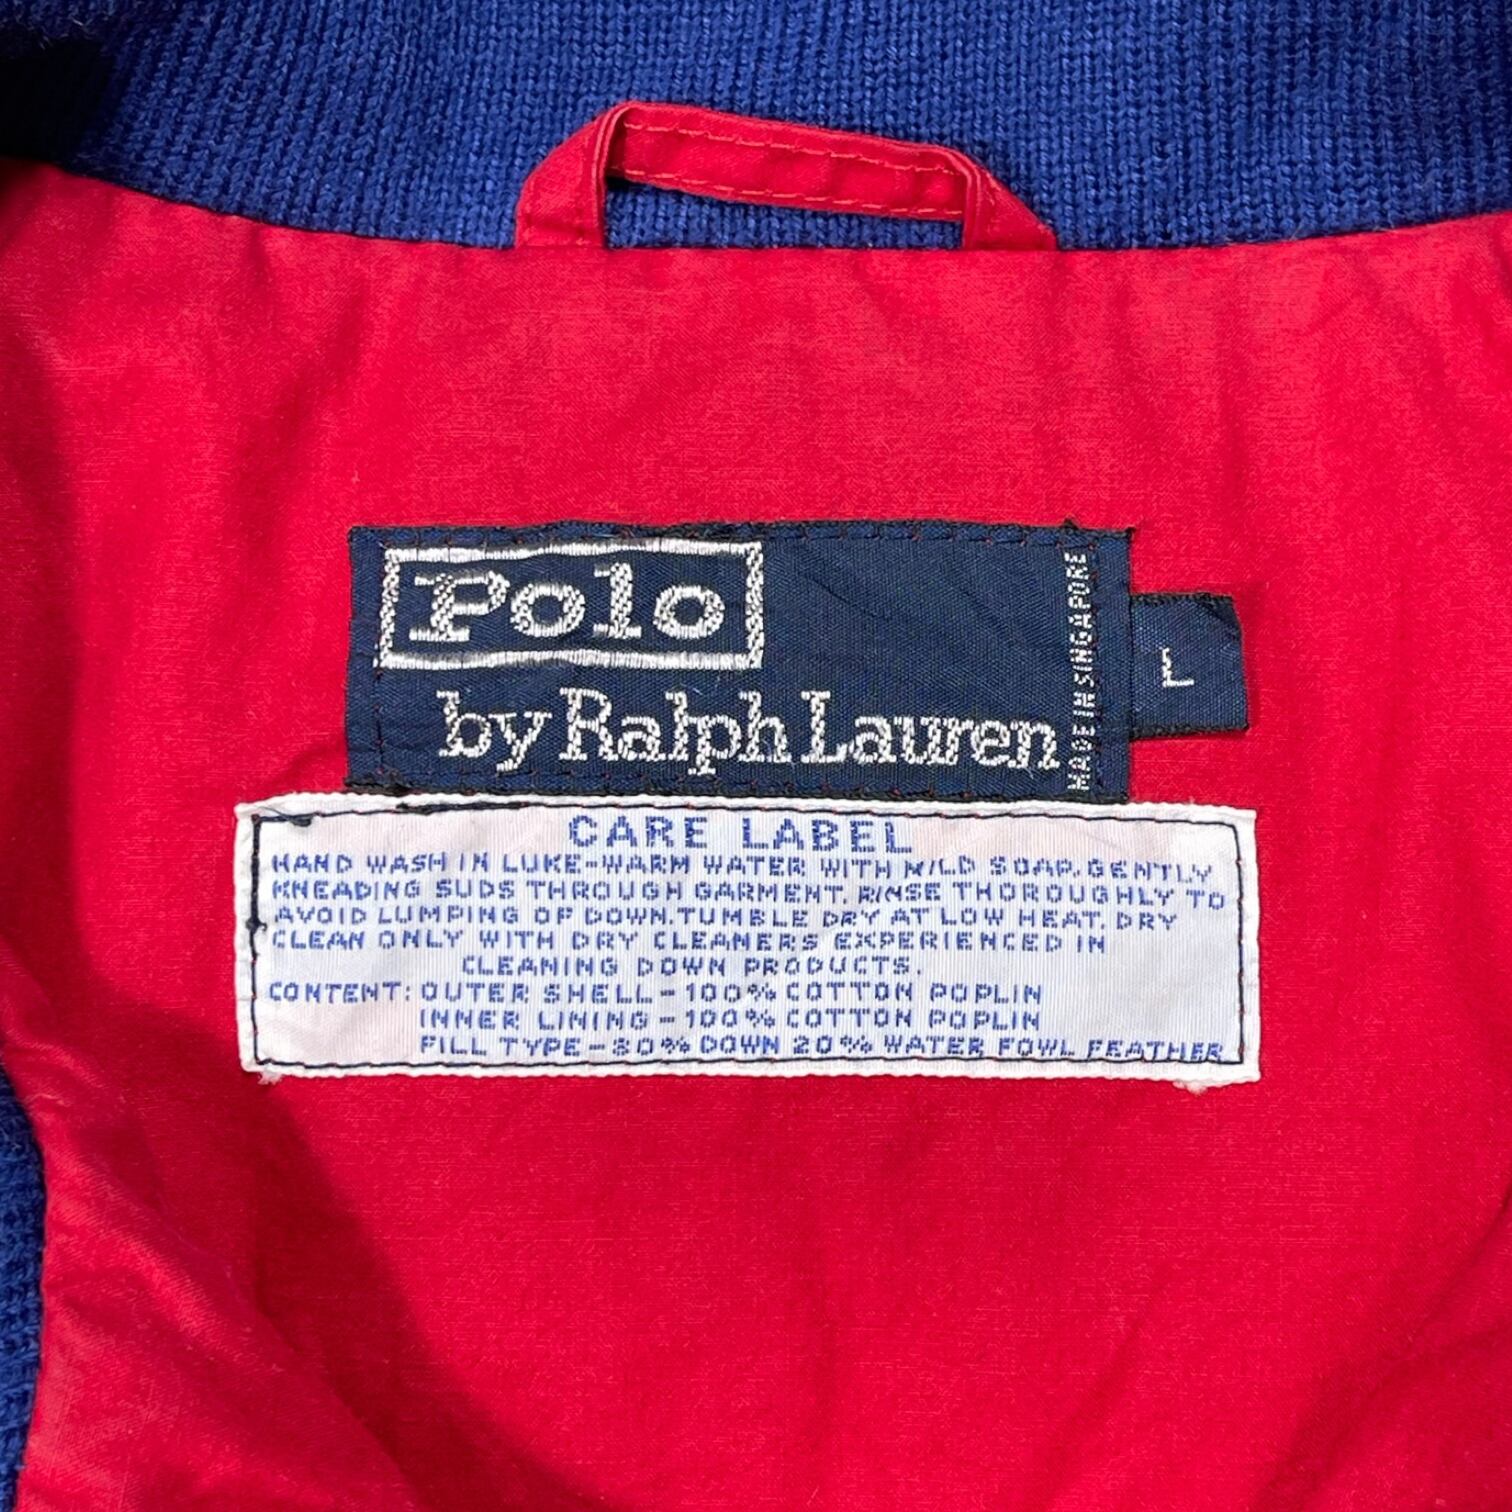 Polo
by Ralph Lauren
MADE IN SINGAPORE
L
CARE LABEL
HAND WASH IN LUKE-WARM WATER WITH MILD SOAP. GENTLY
KNEADING SUDS THROUGH GARMENT. RINSE THOROUGHLY TO
AVOID LUMPING OF DOWN. TUMBLE DRY AT LOW HEAT. DRY
CLEAN ONLY WITH DRY CLEANERS EXPERIENCED IN
CLEANING DOWN PRODUCTS.
CONTENT: OUTER SHELL-100% COTTON POPLIN
INNER LINING-100% COTTON POPLIN
FILL TYPE-80% DOWN 20% WATER FOWL FEATHER